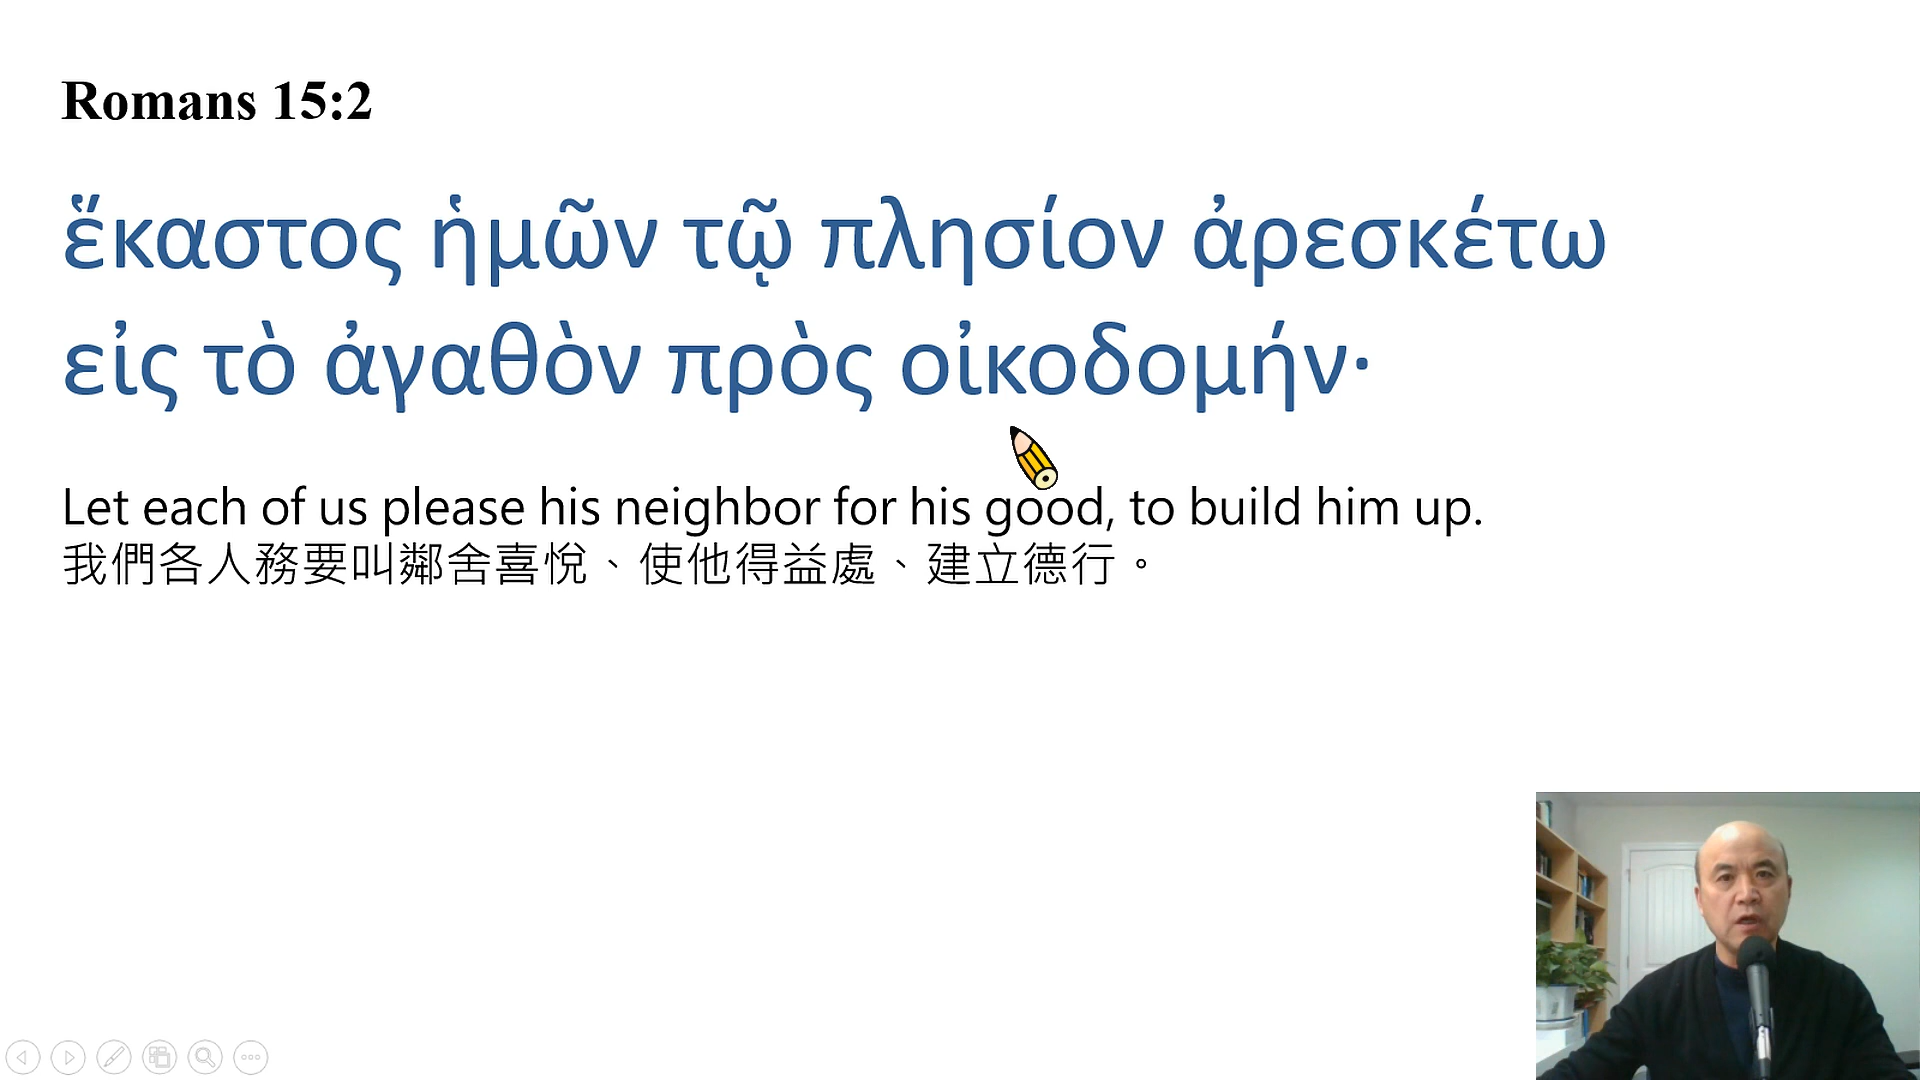 Romans 15:2
ἕκαστος ἡμῶν τῷ πλησίον ἀρεσκέτω
εἰς τὸ ἀγαθὸν πρὸς οἰκοδομήν·
Let each of us please his neighbor for his good, to build him up.
我們各人務要叫鄰舍喜悅、使他得益處、建立德行。